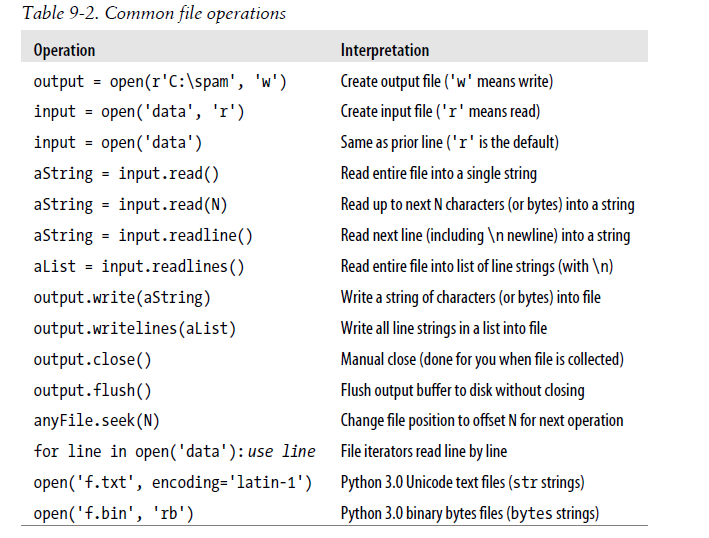 Table 9-2. Common file operations
Operation Interpretation
output = open(r'C:\spam', 'w') Create output file ('w' means write)
input = open('data', 'r') Create input file ('r' means read)
input = open('data') Same as prior line ('r' is the default)
aString = input.read() Read entire file into a single string
aString = input.read(N) Read up to next N characters (or bytes) into a string
aString = input.readline() Read next line (including \n newline) into a string
aList = input.readlines() Read entire file into list of line strings (with \n)
output.write(aString) Write a string of characters (or bytes) into file
output.writelines(aList) Write all line strings in a list into file
output.close() Manual close (done for you when file is collected)
output.flush() Flush output buffer to disk without closing
anyFile.seek(N) Change file position to offset N for next operation
for line in open('data'): use line File iterators read line by line
open('f.txt', encoding='latin-1') Python 3.0 Unicode text files (str strings)
open('f.bin', 'rb') Python 3.0 binary bytes files (bytes strings)